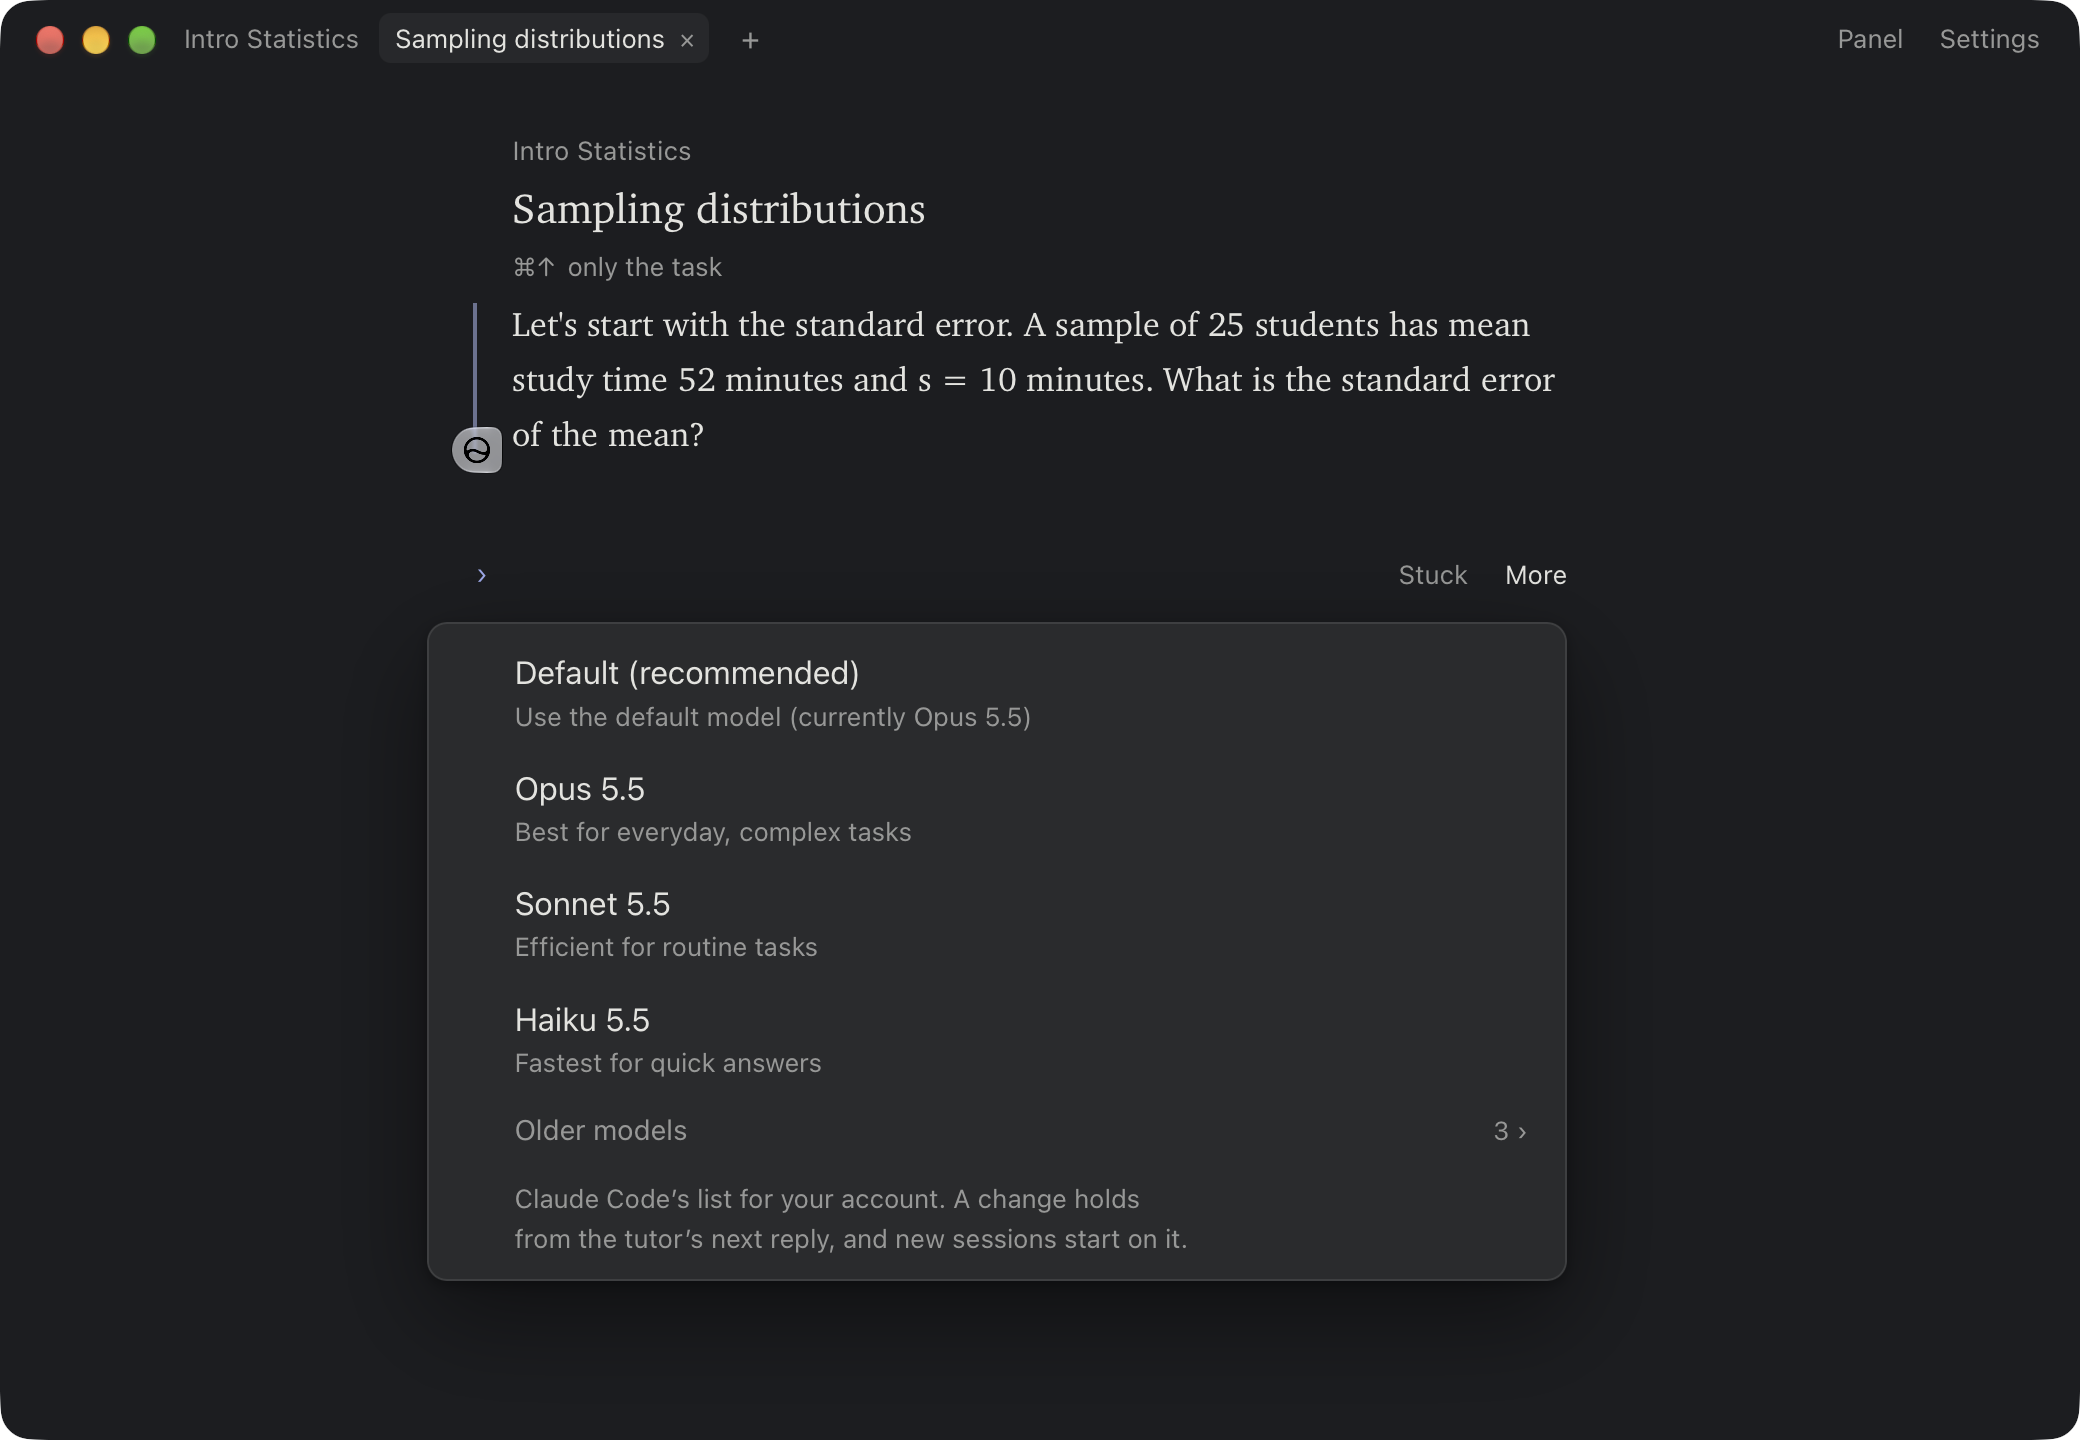 Intro Statistics
Sampling distributions ×
+
Panel
Settings
Intro Statistics
Sampling distributions
⌘↑ only the task
Let's start with the standard error. A sample of 25 students has mean
study time 52 minutes and s = 10 minutes. What is the standard error
of the mean?
›
Stuck
More
Default (recommended)
Use the default model (currently Opus 5.5)
Opus 5.5
Best for everyday, complex tasks
Sonnet 5.5
Efficient for routine tasks
Haiku 5.5
Fastest for quick answers
Older models 3 ›
Claude Code’s list for your account. A change holds
from the tutor’s next reply, and new sessions start on it.